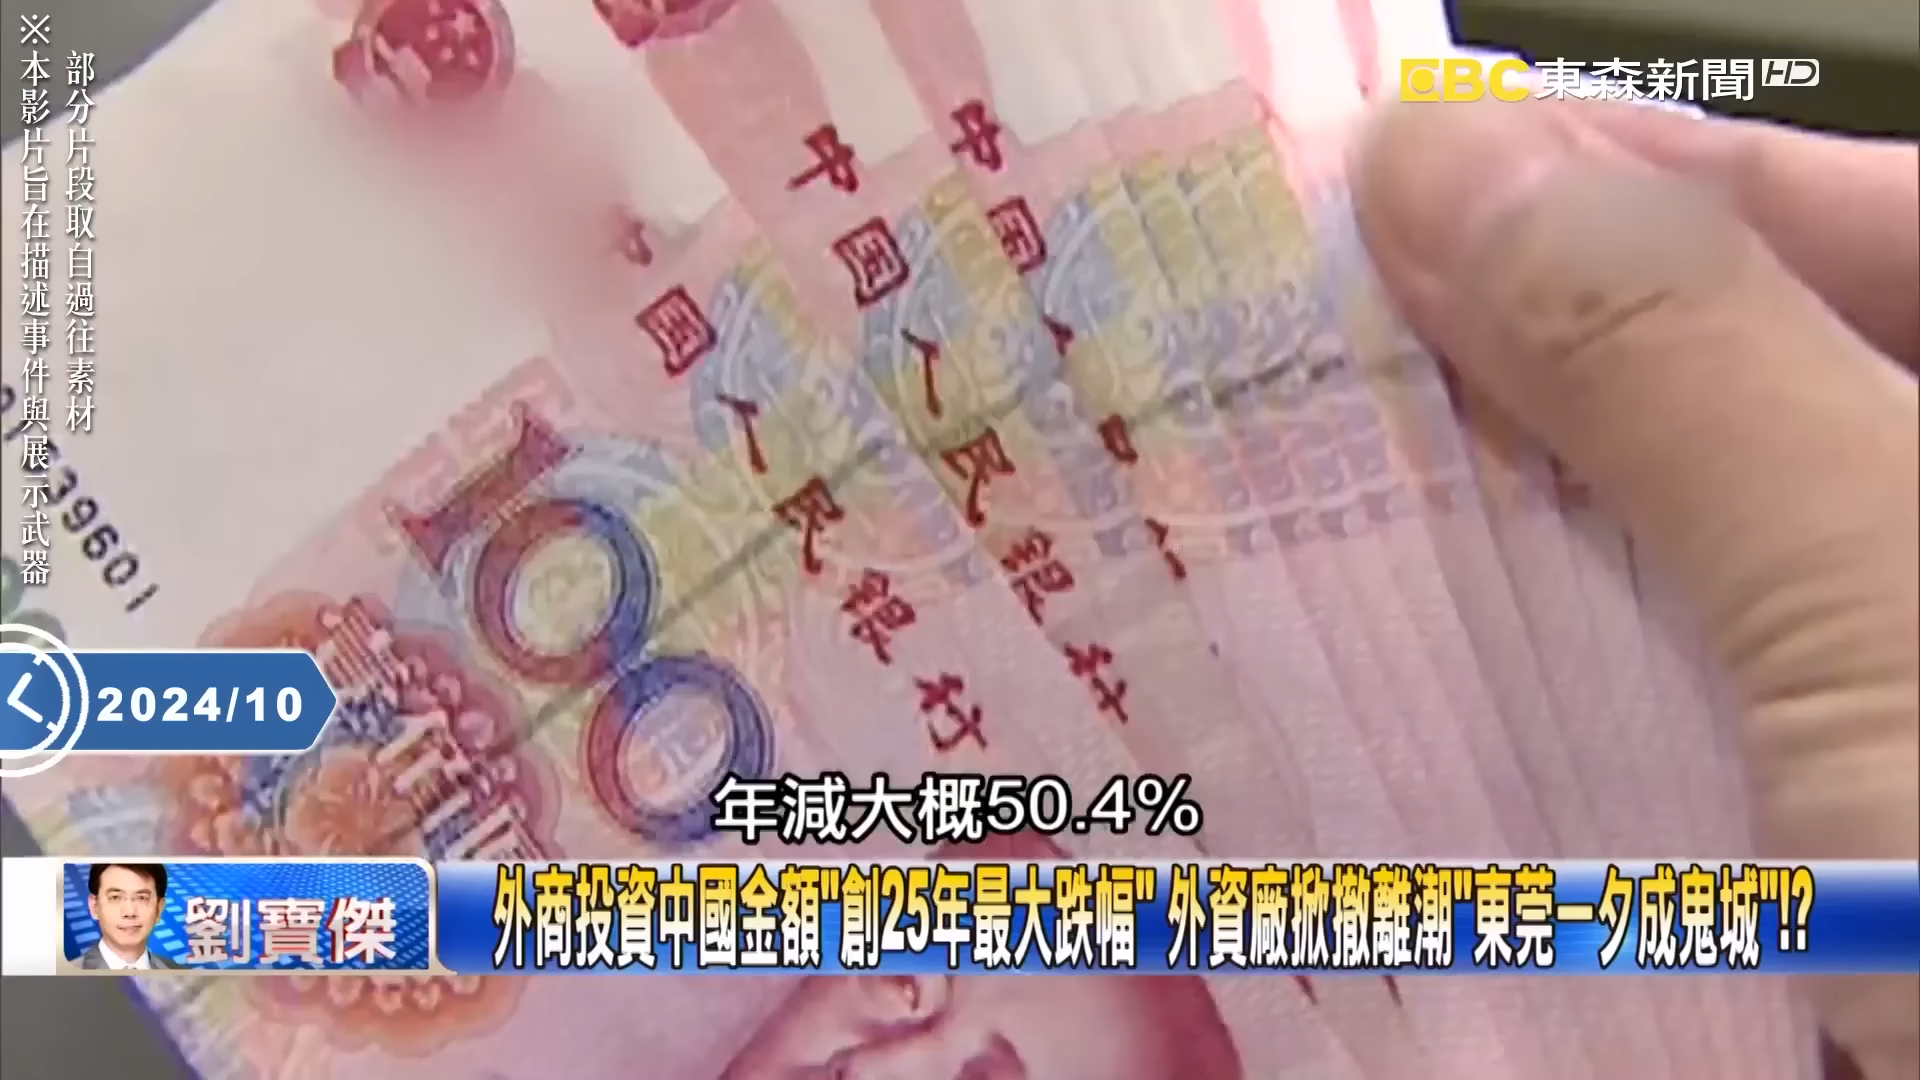 ※本影片旨在描述事件與展示武器
部分片段取自過往素材
EBC東森新聞HD
中国人民银行
中国人民银行
中国人
39601
100
2024/10
年減大概50.4%
劉寶傑
外商投資中國金額"創25年最大跌幅" 外資廠掀撤離潮"東莞一夕成鬼城"!?